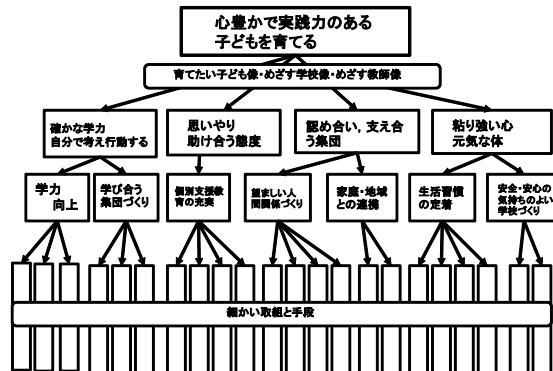 心豊かで実践力のある
子どもを育てる
育てたい子ども像・めざす学校像・めざす教師像
確かな学力
自分で考え行動する
思いやり
助け合う態度
認め合い，支え合
う集団
粘り強い心
元気な体
学力
向上
学び合う
集団づくり
個別支援教
育の充実
望ましい人
間関係づくり
家庭・地域
との連携
生活習慣
の定着
安全・安心の
気持ちのよい
学校づくり
細かい取組と手段